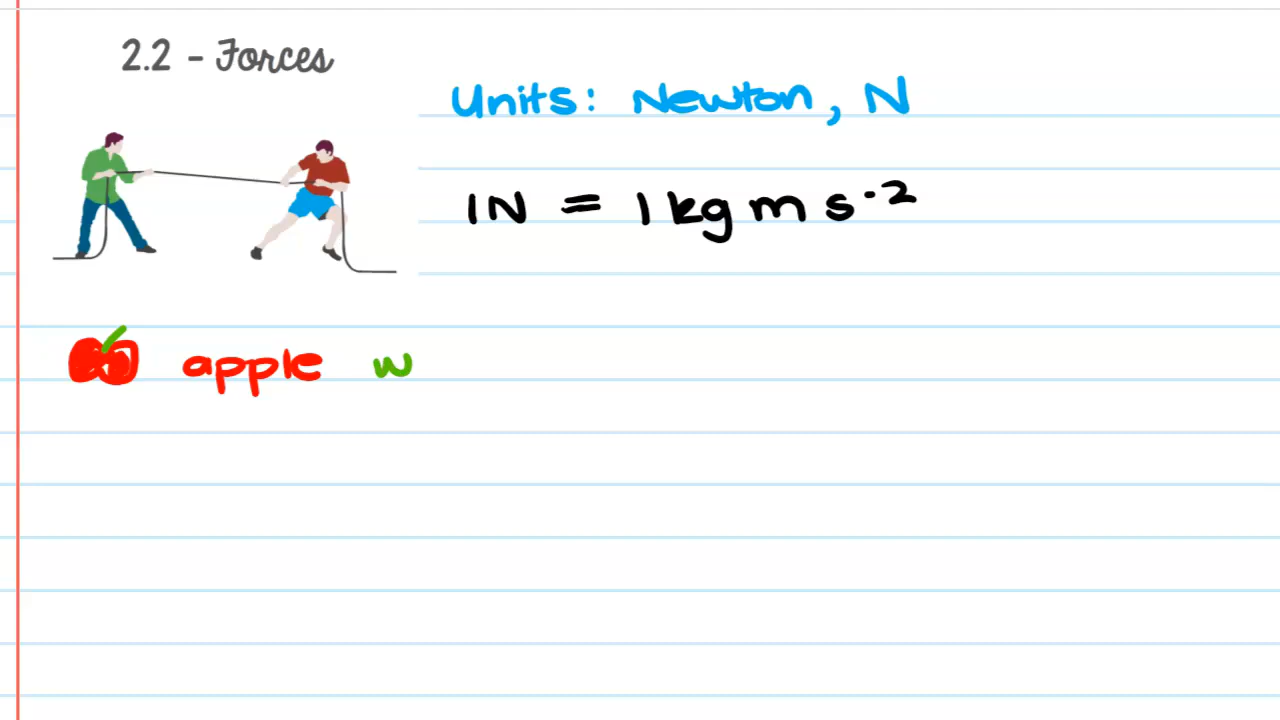 2.2 - Forces
Units: Newton, N
1N = 1 kg m s⁻²
apple w